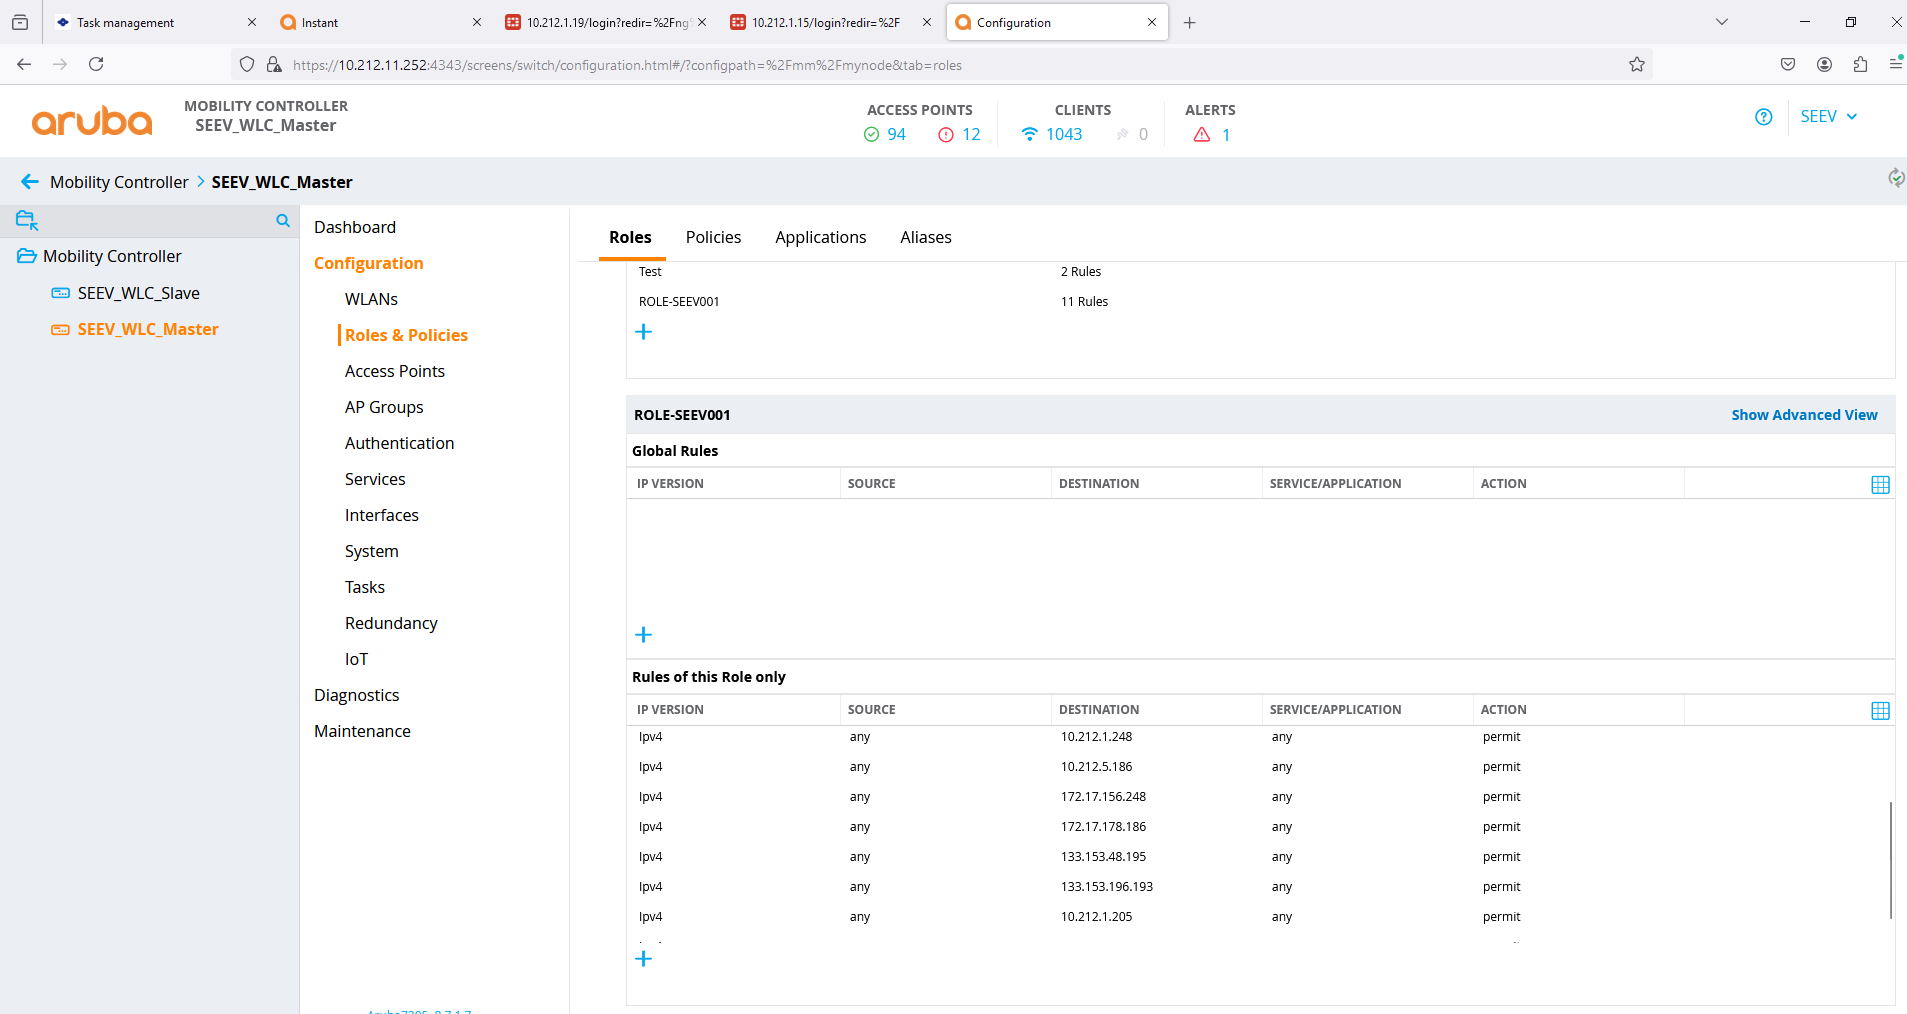 Task management
Instant
10.212.1.19/login?redir=%2Fng
10.212.1.15/login?redir=%2F
Configuration
https://10.212.11.252:4343/screens/switch/configuration.html#/?configpath=%2Fmm%2Fmynode&tab=roles
aruba
MOBILITY CONTROLLER
SEEV_WLC_Master
ACCESS POINTS
94 12
CLIENTS
1043 0
ALERTS
1
SEEV
Mobility Controller > SEEV_WLC_Master
Mobility Controller
SEEV_WLC_Slave
SEEV_WLC_Master
Dashboard
Configuration
WLANs
Roles & Policies
Access Points
AP Groups
Authentication
Services
Interfaces
System
Tasks
Redundancy
IoT
Diagnostics
Maintenance
Roles Policies Applications Aliases
Test 2 Rules
ROLE-SEEV001 11 Rules
ROLE-SEEV001 Show Advanced View
Global Rules
IP VERSION SOURCE DESTINATION SERVICE/APPLICATION ACTION
Rules of this Role only
IP VERSION SOURCE DESTINATION SERVICE/APPLICATION ACTION
Ipv4 any 10.212.1.248 any permit
Ipv4 any 10.212.5.186 any permit
Ipv4 any 172.17.156.248 any permit
Ipv4 any 172.17.178.186 any permit
Ipv4 any 133.153.48.195 any permit
Ipv4 any 133.153.196.193 any permit
Ipv4 any 10.212.1.205 any permit